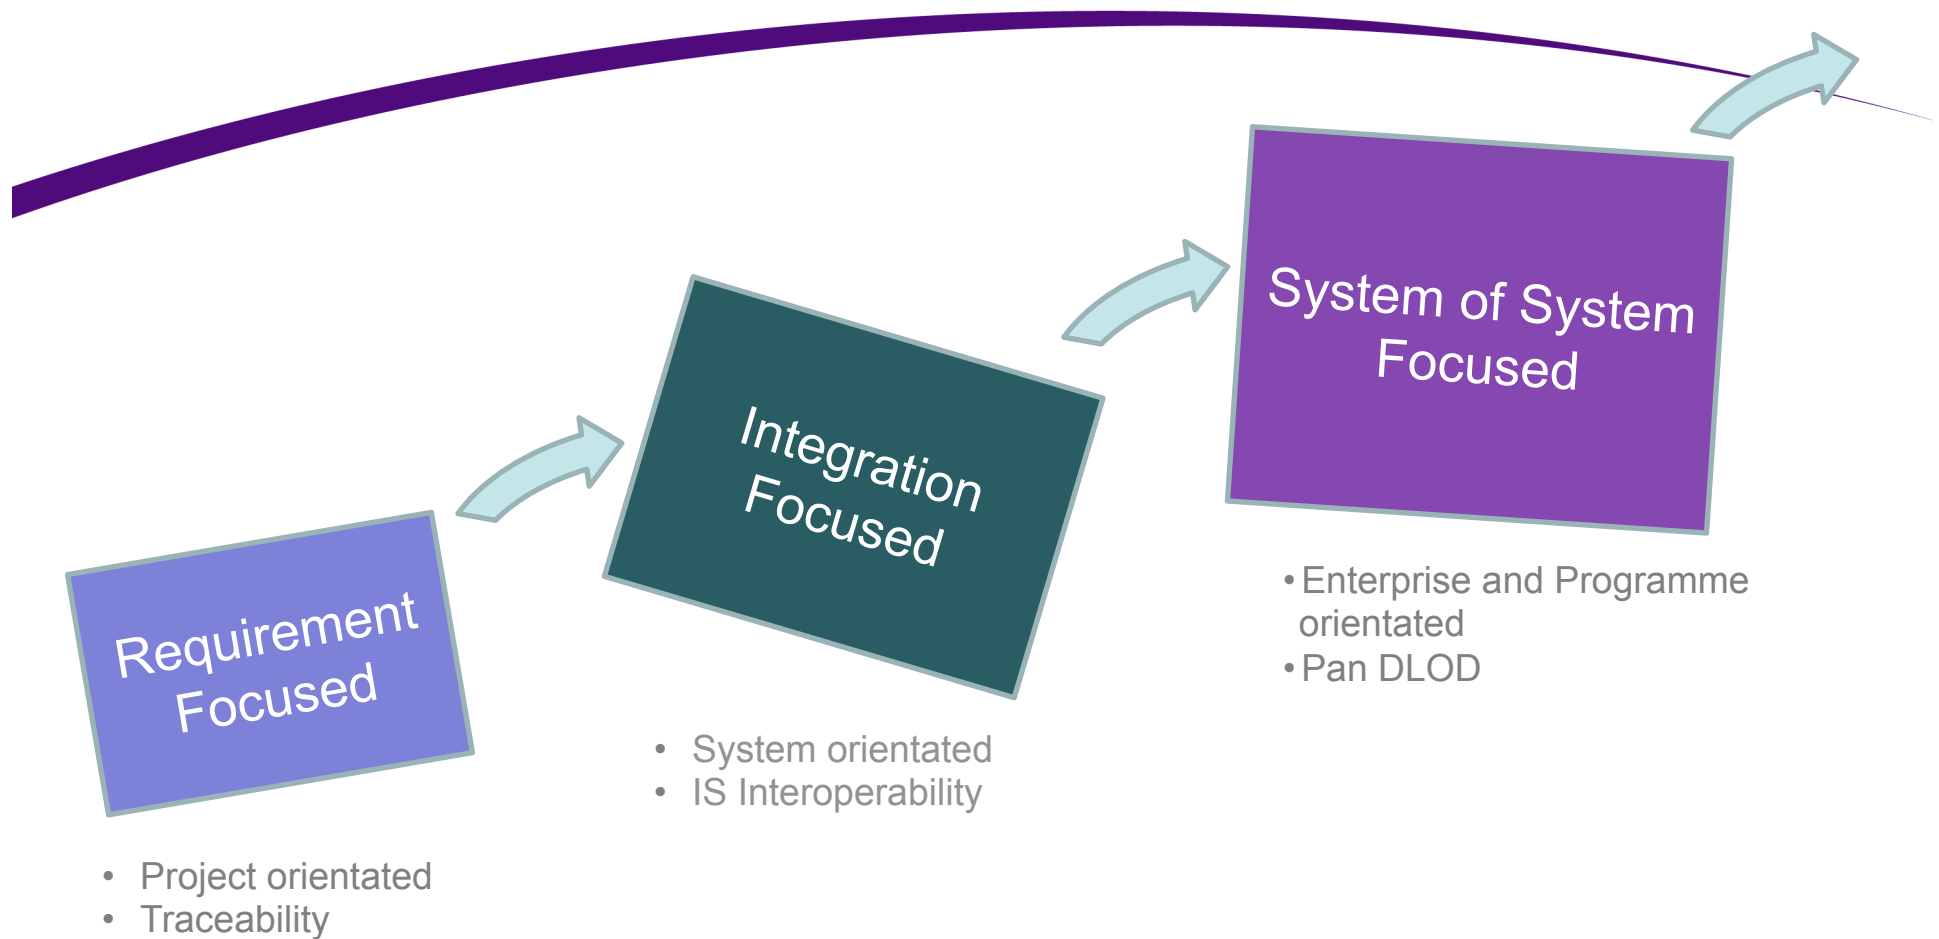 Requirement
Focused
• Project orientated
• Traceability
Integration
Focused
• System orientated
• IS Interoperability
System of System
Focused
• Enterprise and Programme
orientated
• Pan DLOD